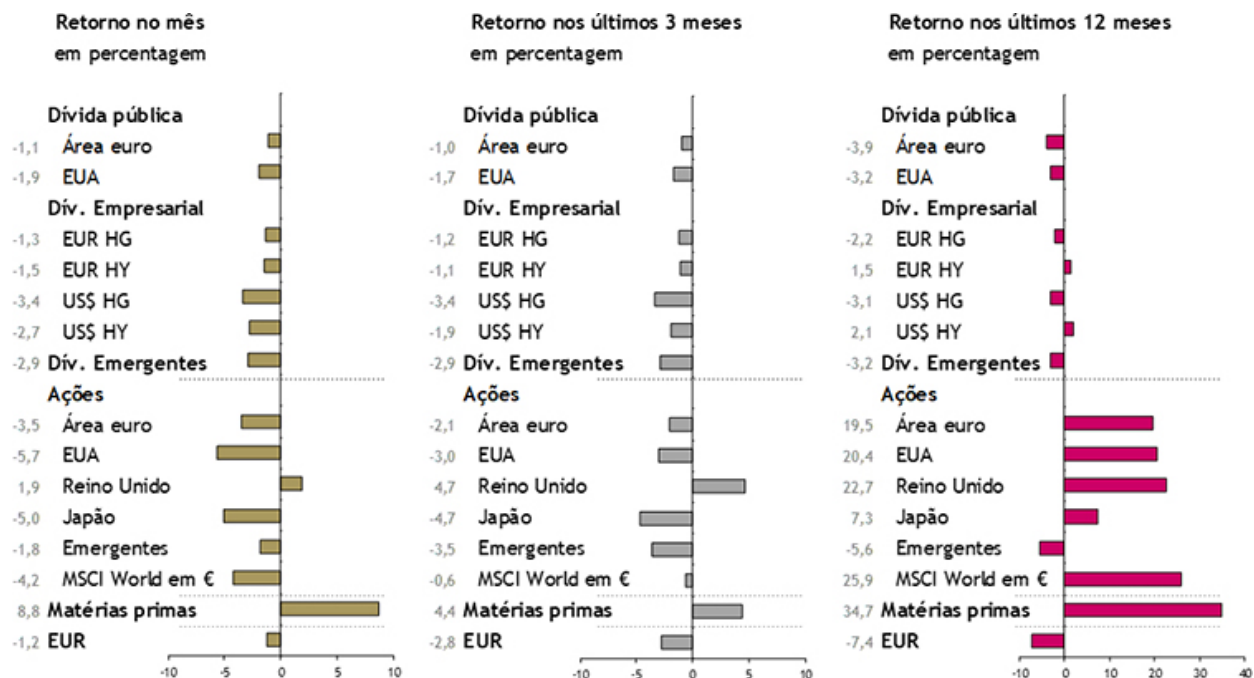 Retorno no mês
em percentagem
Dívida pública
-1,1 Área euro
-1,9 EUA
Dív. Empresarial
-1,3 EUR HG
-1,5 EUR HY
-3,4 US$ HG
-2,7 US$ HY
-2,9 Dív. Emergentes
Ações
-3,5 Área euro
-5,7 EUA
1,9 Reino Unido
-5,0 Japão
-1,8 Emergentes
-4,2 MSCI World em €
8,8 Matérias primas
-1,2 EUR
-10 -5 0 5 10
Retorno nos últimos 3 meses
em percentagem
Dívida pública
-1,0 Área euro
-1,7 EUA
Dív. Empresarial
-1,2 EUR HG
-1,1 EUR HY
-3,4 US$ HG
-1,9 US$ HY
-2,9 Dív. Emergentes
Ações
-2,1 Área euro
-3,0 EUA
4,7 Reino Unido
-4,7 Japão
-3,5 Emergentes
-0,6 MSCI World em €
4,4 Matérias primas
-2,8 EUR
-10 -5 0 5 10
Retorno nos últimos 12 meses
em percentagem
Dívida pública
-3,9 Área euro
-3,2 EUA
Dív. Empresarial
-2,2 EUR HG
1,5 EUR HY
-3,1 US$ HG
2,1 US$ HY
-3,2 Dív. Emergentes
Ações
19,5 Área euro
20,4 EUA
22,7 Reino Unido
7,3 Japão
-5,6 Emergentes
25,9 MSCI World em €
34,7 Matérias primas
-7,4 EUR
-10 0 10 20 30 40